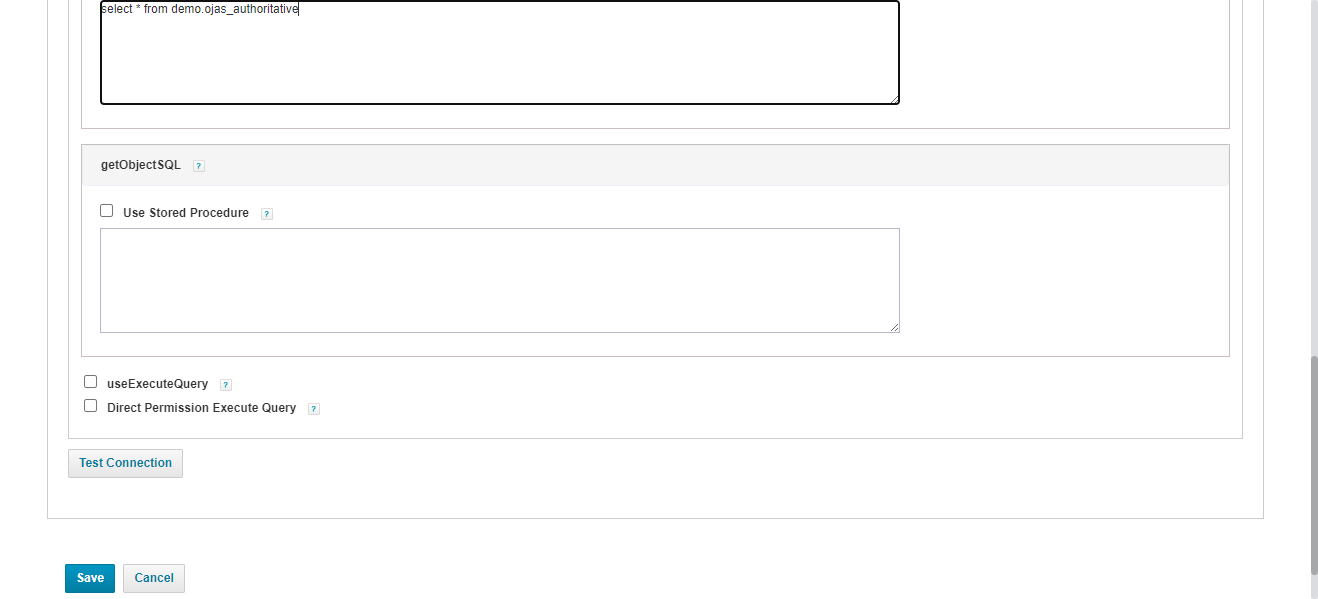 select * from demo.ojas_authoritative
getObjectSQL ?
Use Stored Procedure ?
useExecuteQuery ?
Direct Permission Execute Query ?
Test Connection
Save Cancel